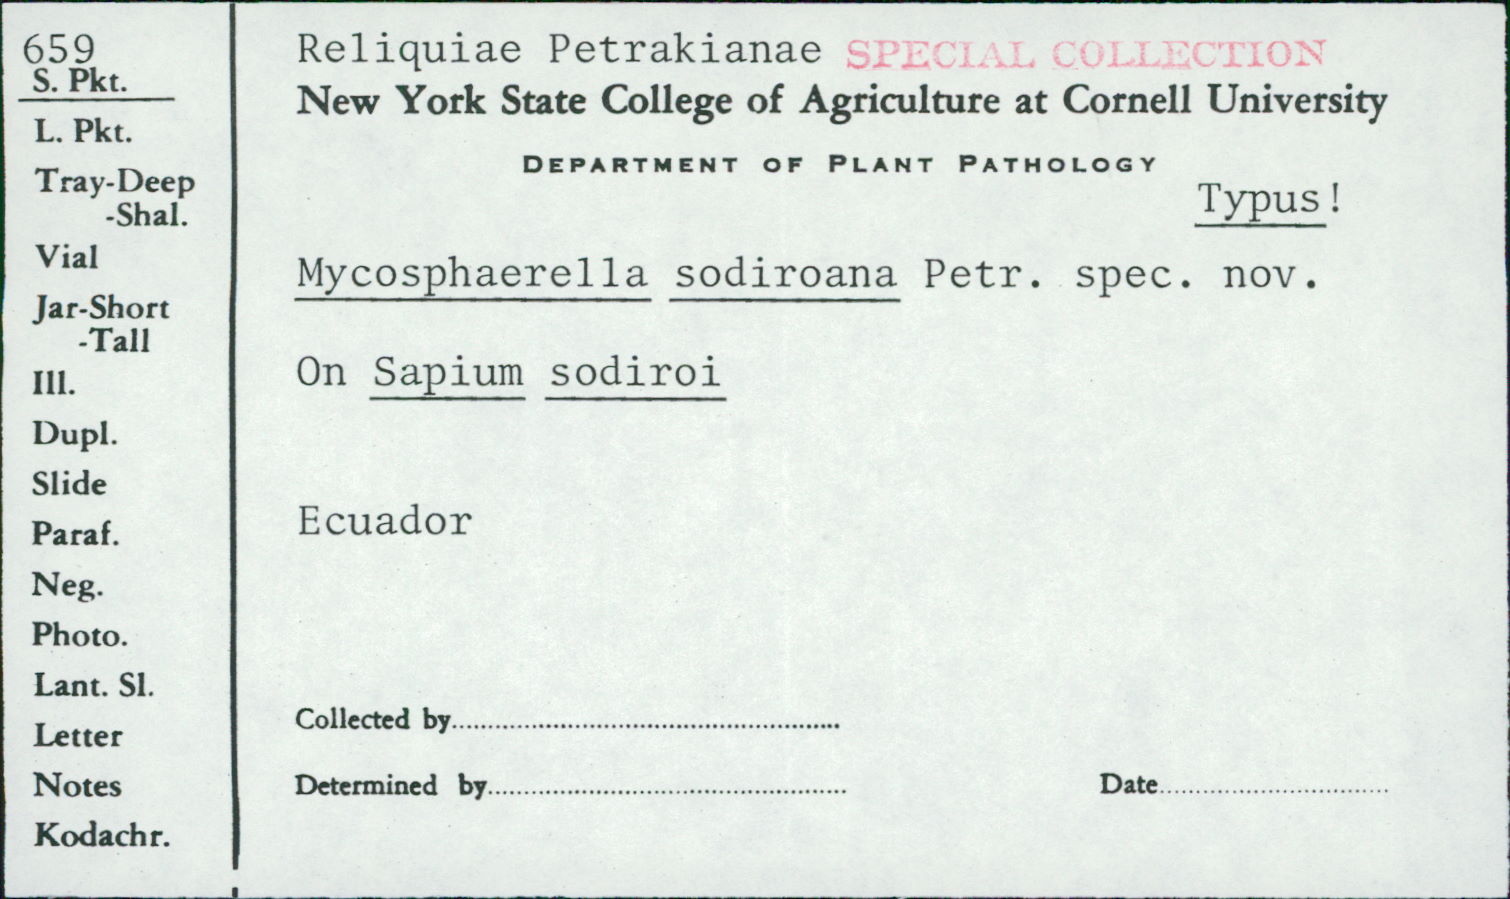 659
S. Pkt.
L. Pkt.
Tray-Deep
-Shal.
Vial
Jar-Short
-Tall
Ill.
Dupl.
Slide
Paraf.
Neg.
Photo.
Lant. Sl.
Letter
Notes
Kodachr.
Reliquiae Petrakianae SPECIAL COLLECTION
New York State College of Agriculture at Cornell University
DEPARTMENT OF PLANT PATHOLOGY
Typus!
Mycosphaerella sodiroana Petr. spec. nov.
On Sapium sodiroi
Ecuador
Collected by
Determined by
Date